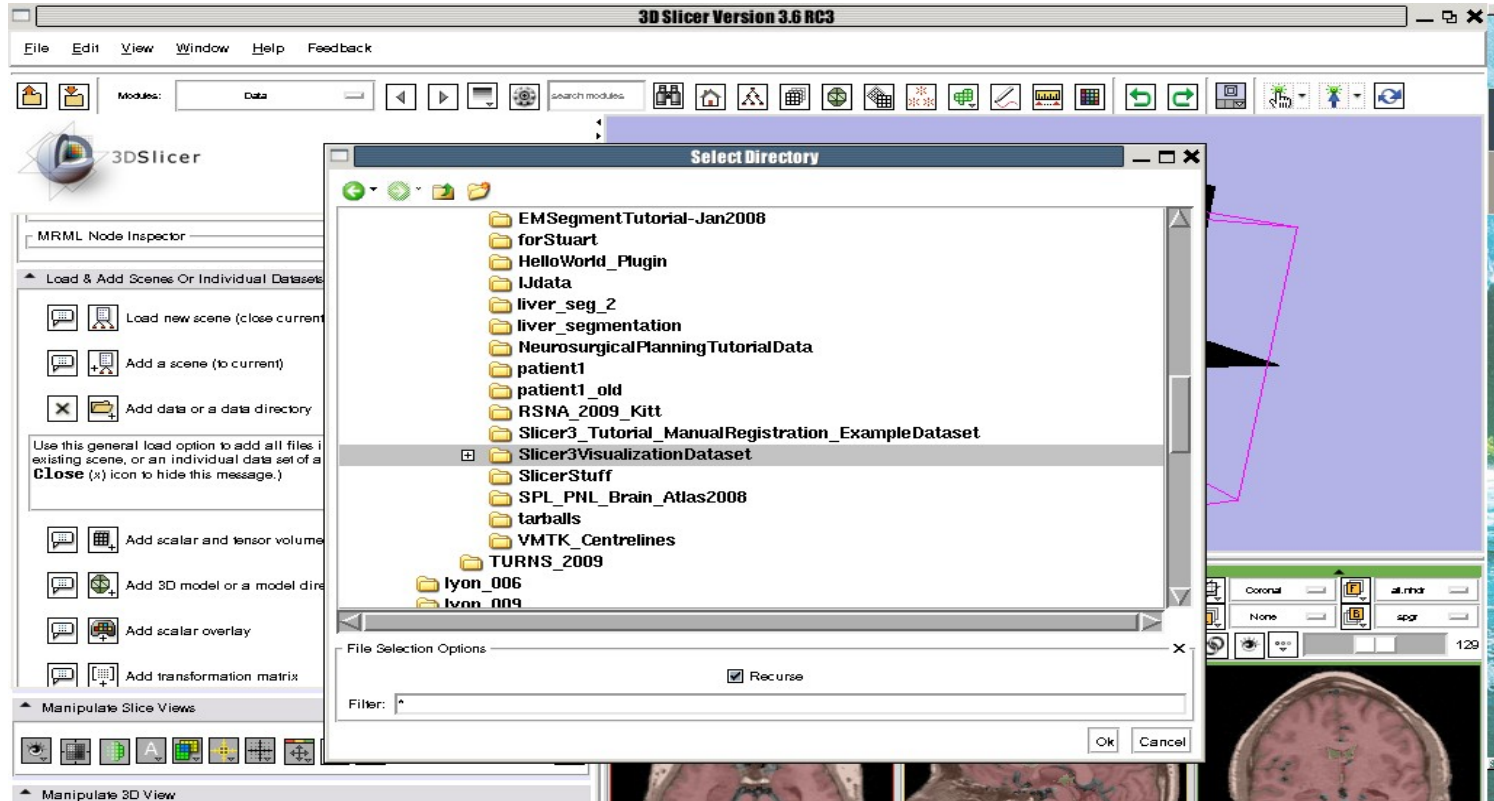 3D Slicer Version 3.6 RC3
File Edit View Window Help Feedback
Modules: Data search modules
3DSlicer
MRML Node Inspector
Load & Add Scenes Or Individual Datasets
Load new scene (close current
Add a scene (to current)
Add data or a data directory
Use this general load option to add all files i
existing scene, or an individual data set of a
Close (x) icon to hide this message.)
Add scalar and tensor volume
Add 3D model or a model dire
Add scalar overlay
Add transformation matrix
Manipulate Slice Views
A
Manipulate 3D View
Select Directory
EMSegmentTutorial-Jan2008
forStuart
HelloWorld_Plugin
IJdata
liver_seg_2
liver_segmentation
NeurosurgicalPlanningTutorialData
patient1
patient1_old
RSNA_2009_Kitt
Slicer3_Tutorial_ManualRegistration_ExampleDataset
Slicer3VisualizationDataset
SlicerStuff
SPL_PNL_Brain_Atlas2008
tarballs
VMTK_Centrelines
TURNS_2009
lyon_006
lyon_009
File Selection Options
Recurse
Filter: *
Ok Cancel
Coronal F all.nhdr
None B spgr
129